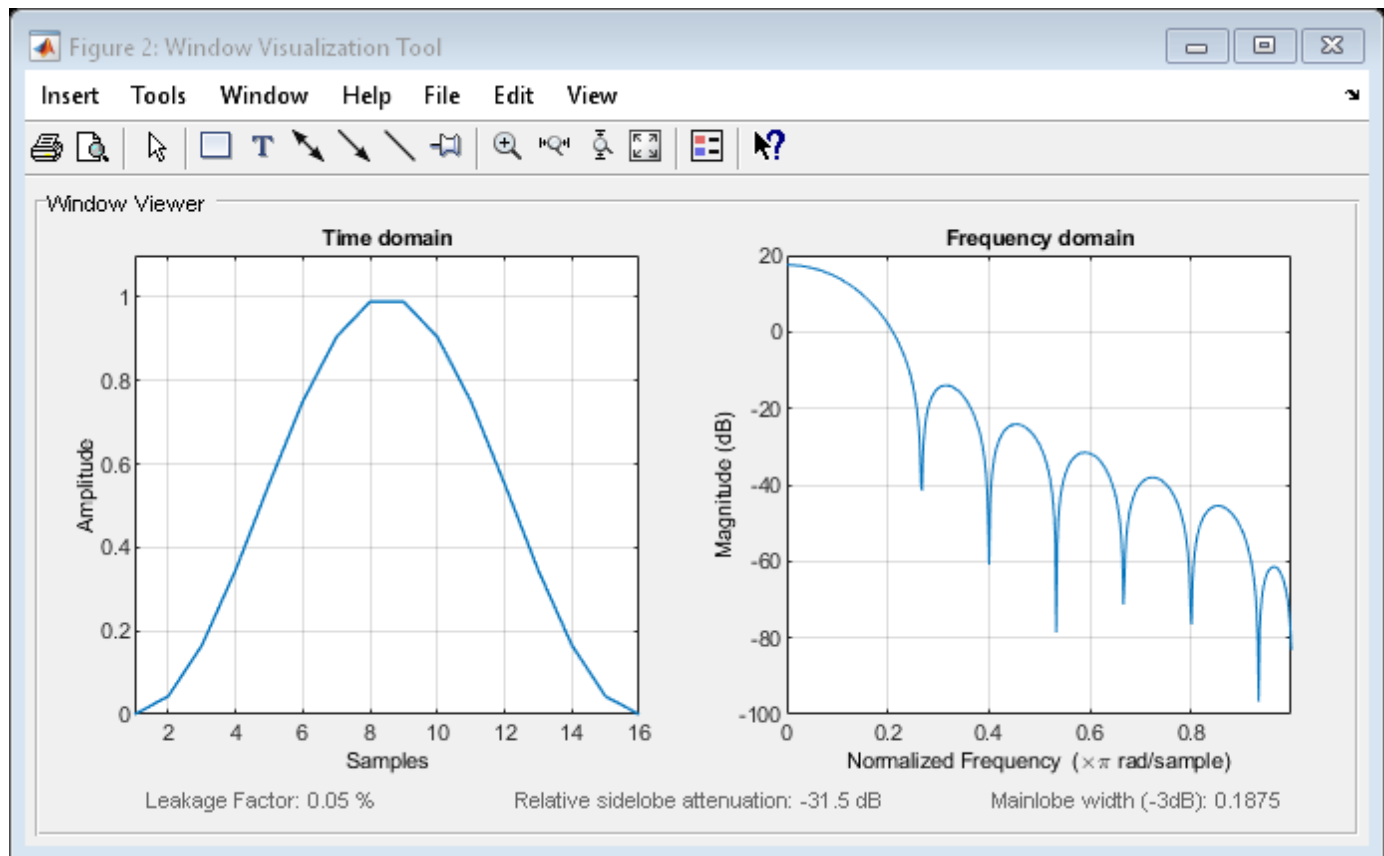 Figure 2: Window Visualization Tool
Insert Tools Window Help File Edit View
T
?
Window Viewer
Time domain
1
0.8
0.6
0.4
0.2
0
Amplitude
2 4 6 8 10 12 14 16
Samples
Frequency domain
20
0
-20
-40
-60
-80
-100
Magnitude (dB)
0 0.2 0.4 0.6 0.8
Normalized Frequency (×π rad/sample)
Leakage Factor: 0.05 % Relative sidelobe attenuation: -31.5 dB Mainlobe width (-3dB): 0.1875